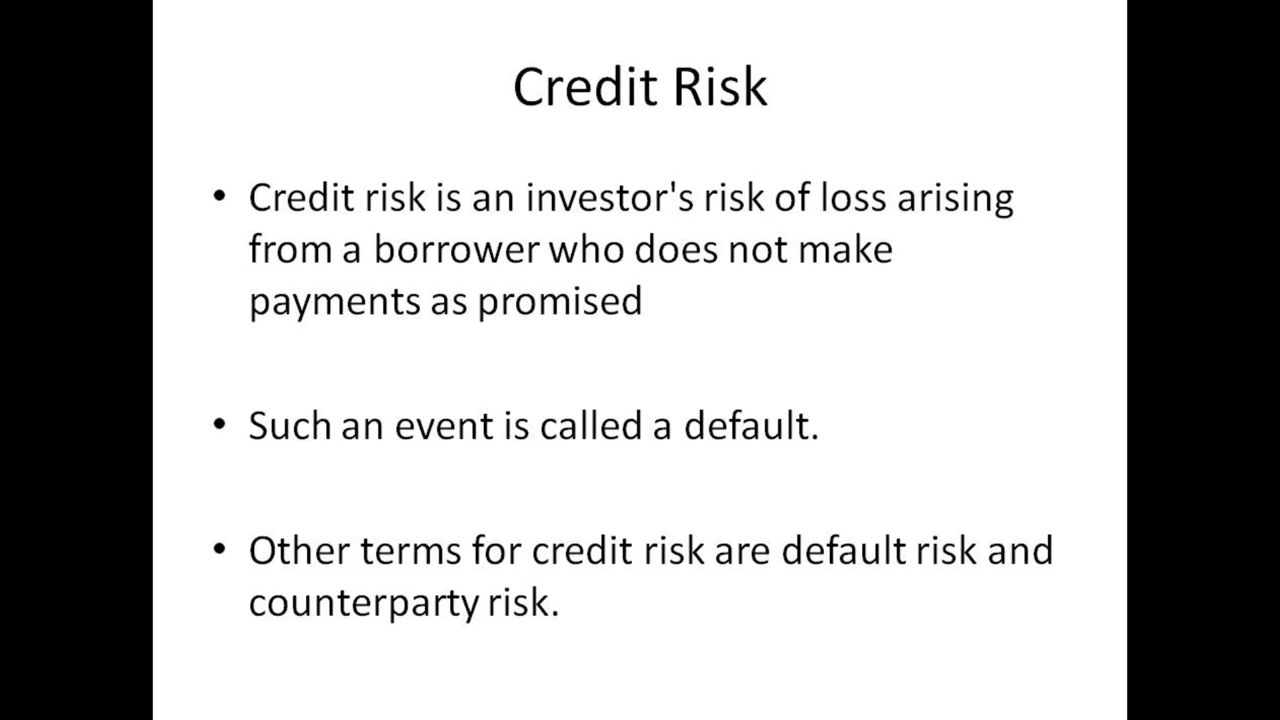 Credit Risk
• Credit risk is an investor's risk of loss arising
from a borrower who does not make
payments as promised
• Such an event is called a default.
• Other terms for credit risk are default risk and
counterparty risk.